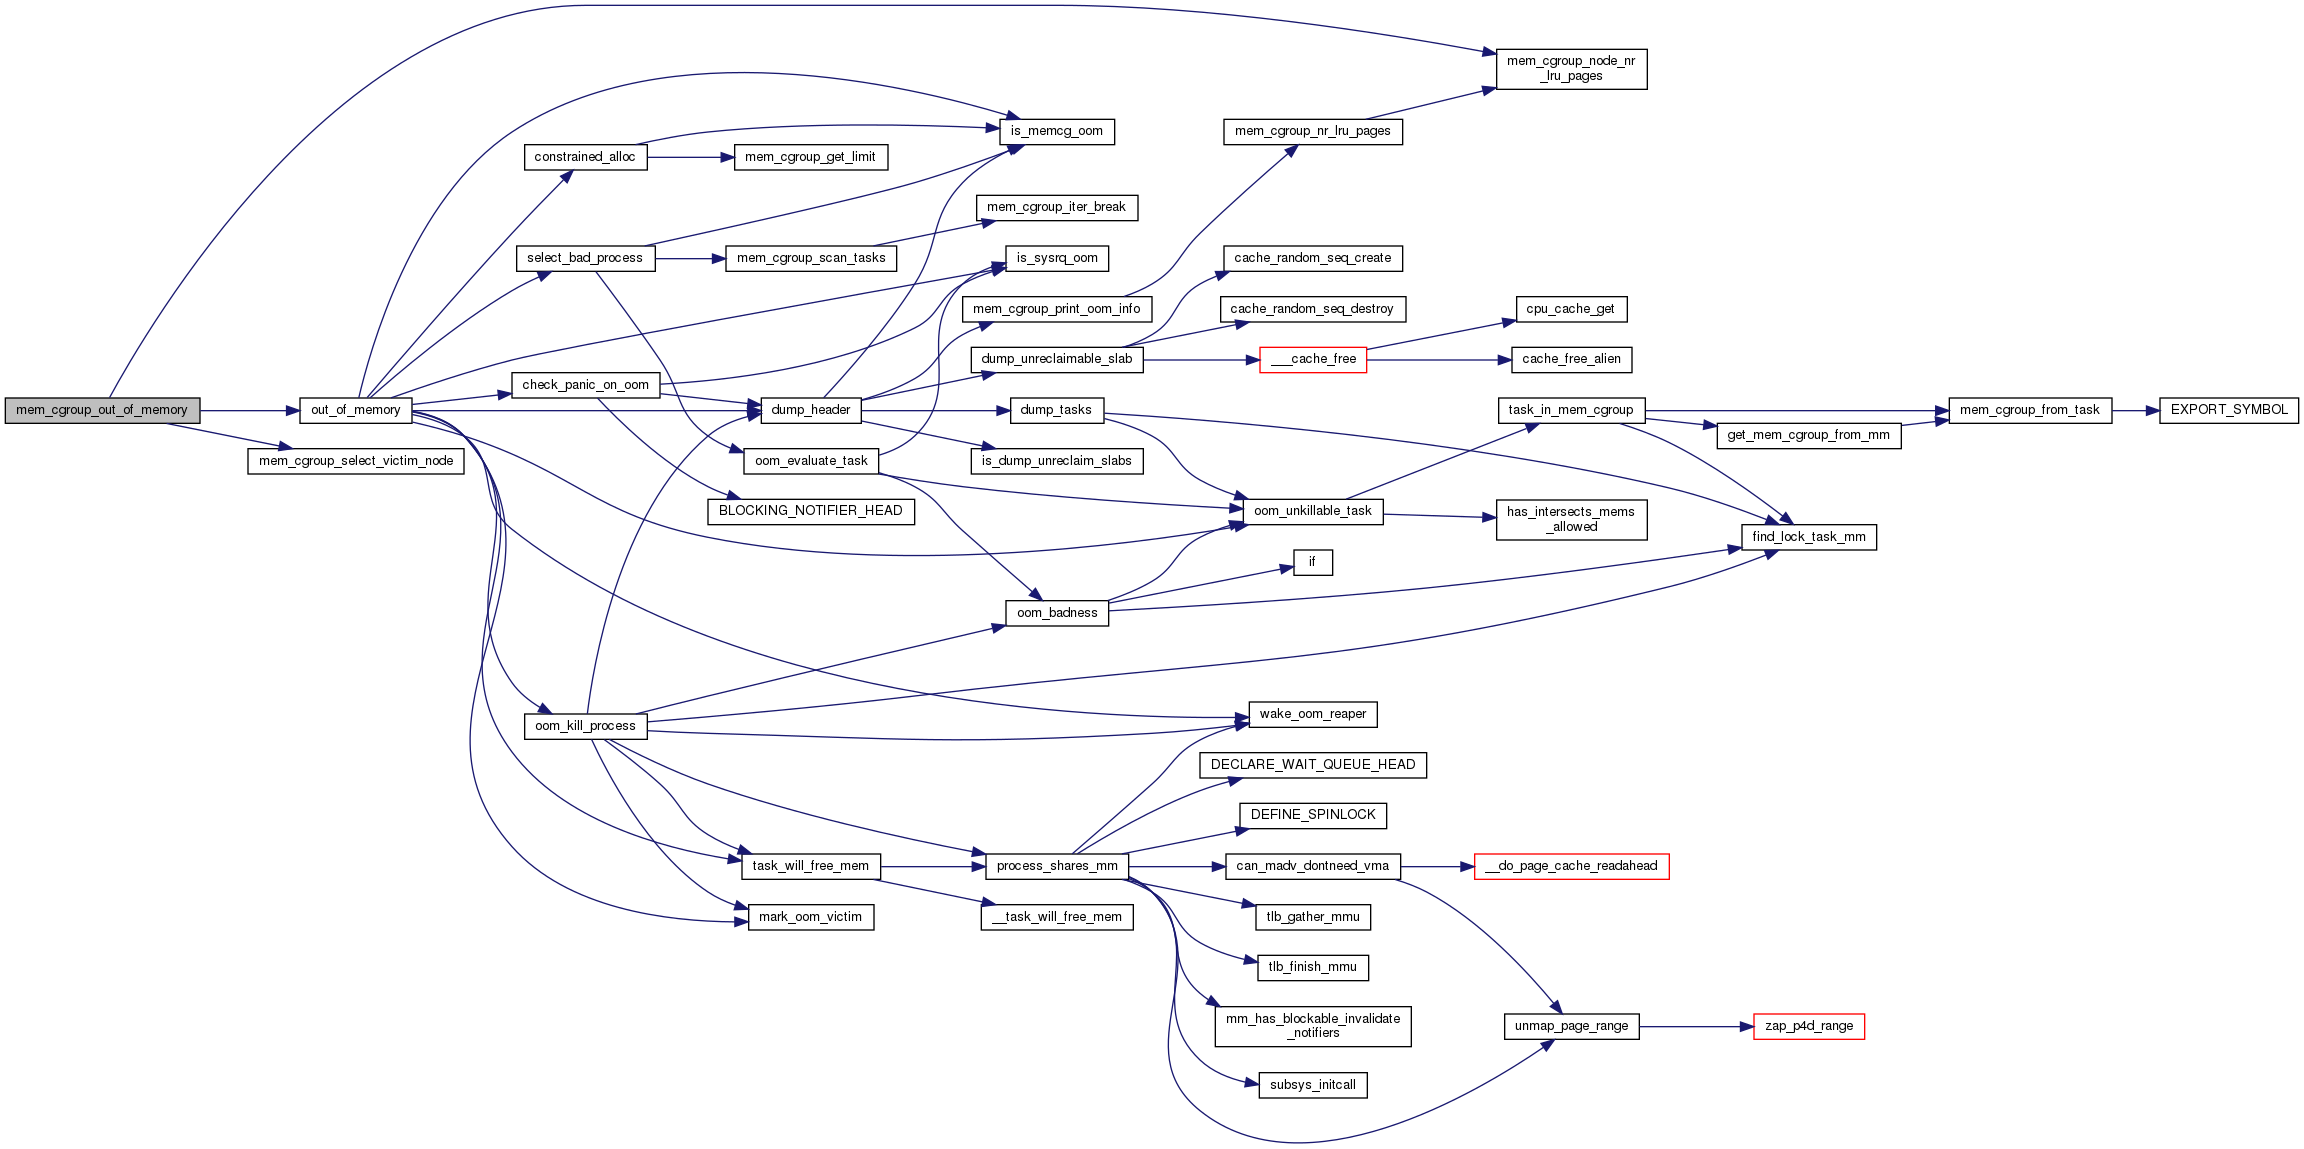 mem_cgroup_node_nr
_lru_pages
is_memcg_oom
mem_cgroup_nr_lru_pages
constrained_alloc
mem_cgroup_get_limit
mem_cgroup_iter_break
select_bad_process
mem_cgroup_scan_tasks
is_sysrq_oom
cache_random_seq_create
mem_cgroup_print_oom_info
cache_random_seq_destroy
cpu_cache_get
dump_unreclaimable_slab
___cache_free
cache_free_alien
check_panic_on_oom
mem_cgroup_out_of_memory
out_of_memory
dump_header
dump_tasks
task_in_mem_cgroup
mem_cgroup_from_task
EXPORT_SYMBOL
get_mem_cgroup_from_mm
mem_cgroup_select_victim_node
oom_evaluate_task
is_dump_unreclaim_slabs
BLOCKING_NOTIFIER_HEAD
oom_unkillable_task
has_intersects_mems
_allowed
find_lock_task_mm
if
oom_badness
oom_kill_process
wake_oom_reaper
DECLARE_WAIT_QUEUE_HEAD
DEFINE_SPINLOCK
task_will_free_mem
process_shares_mm
can_madv_dontneed_vma
__do_page_cache_readahead
mark_oom_victim
__task_will_free_mem
tlb_gather_mmu
tlb_finish_mmu
mm_has_blockable_invalidate
_notifiers
unmap_page_range
zap_p4d_range
subsys_initcall